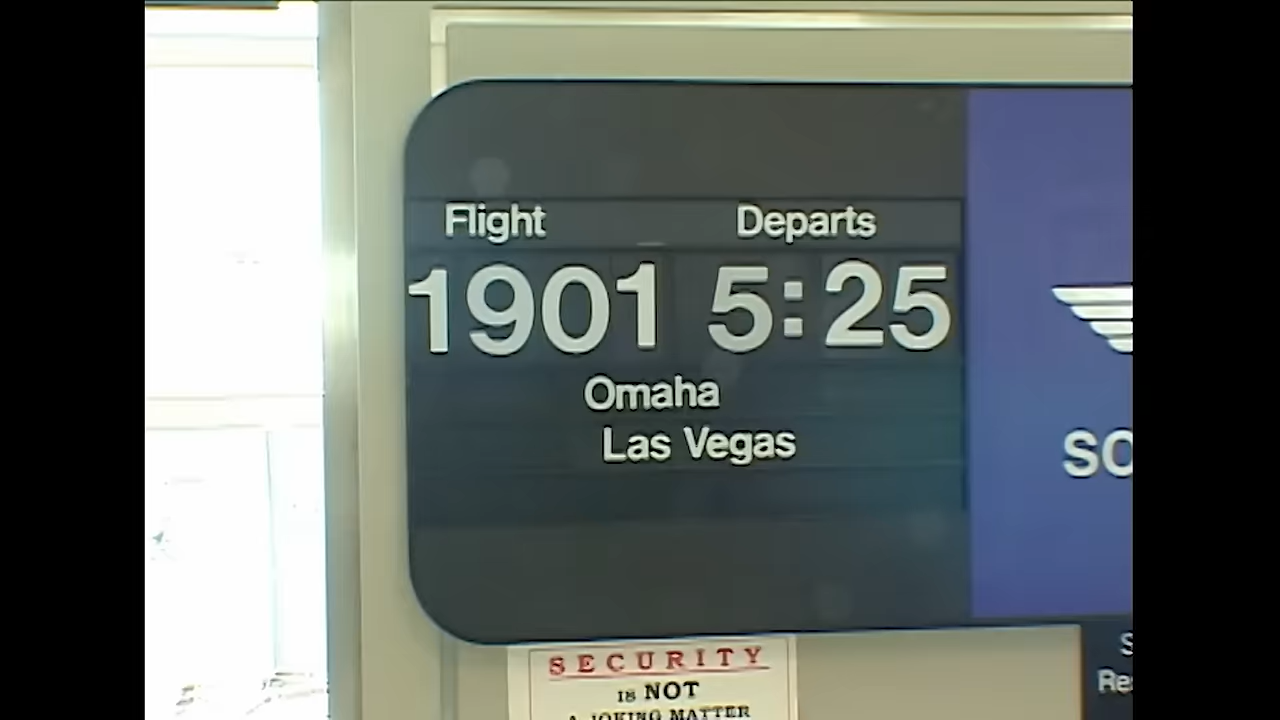 Flight Departs
1901 5:25
Omaha
Las Vegas
SECURITY
IS NOT
A JOKING MATTER